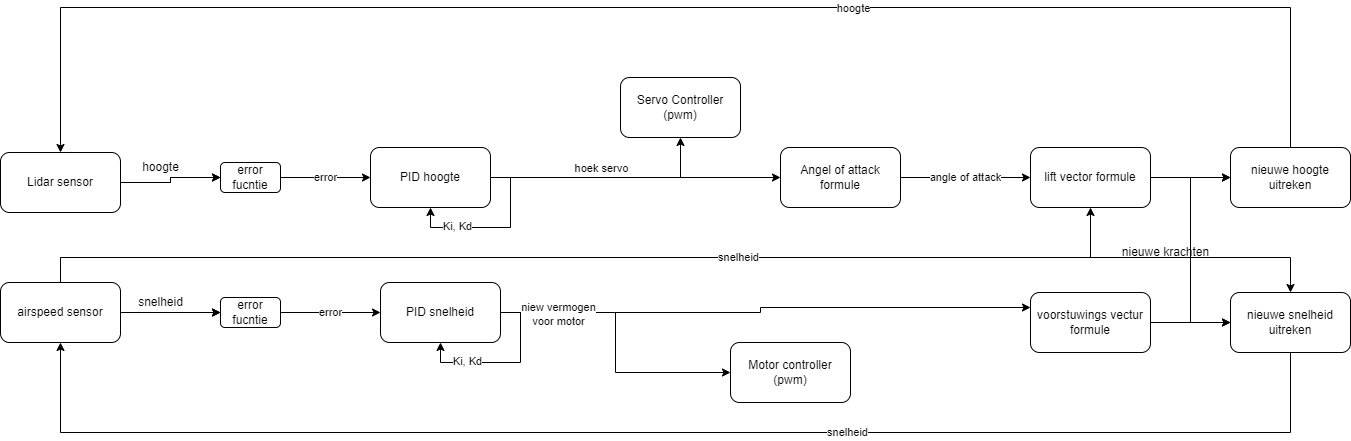 hoogte
Servo Controller
(pwm)
Lidar sensor
hoogte
error
fucntie
error
PID hoogte
hoek servo
Angel of attack
formule
angle of attack
lift vector formule
nieuwe hoogte
uitreken
Ki, Kd
snelheid
nieuwe krachten
airspeed sensor
snelheid
error
fucntie
error
PID snelheid
niew vermogen
voor motor
voorstuwings vectur
formule
nieuwe snelheid
uitreken
Ki, Kd
Motor controller
(pwm)
snelheid